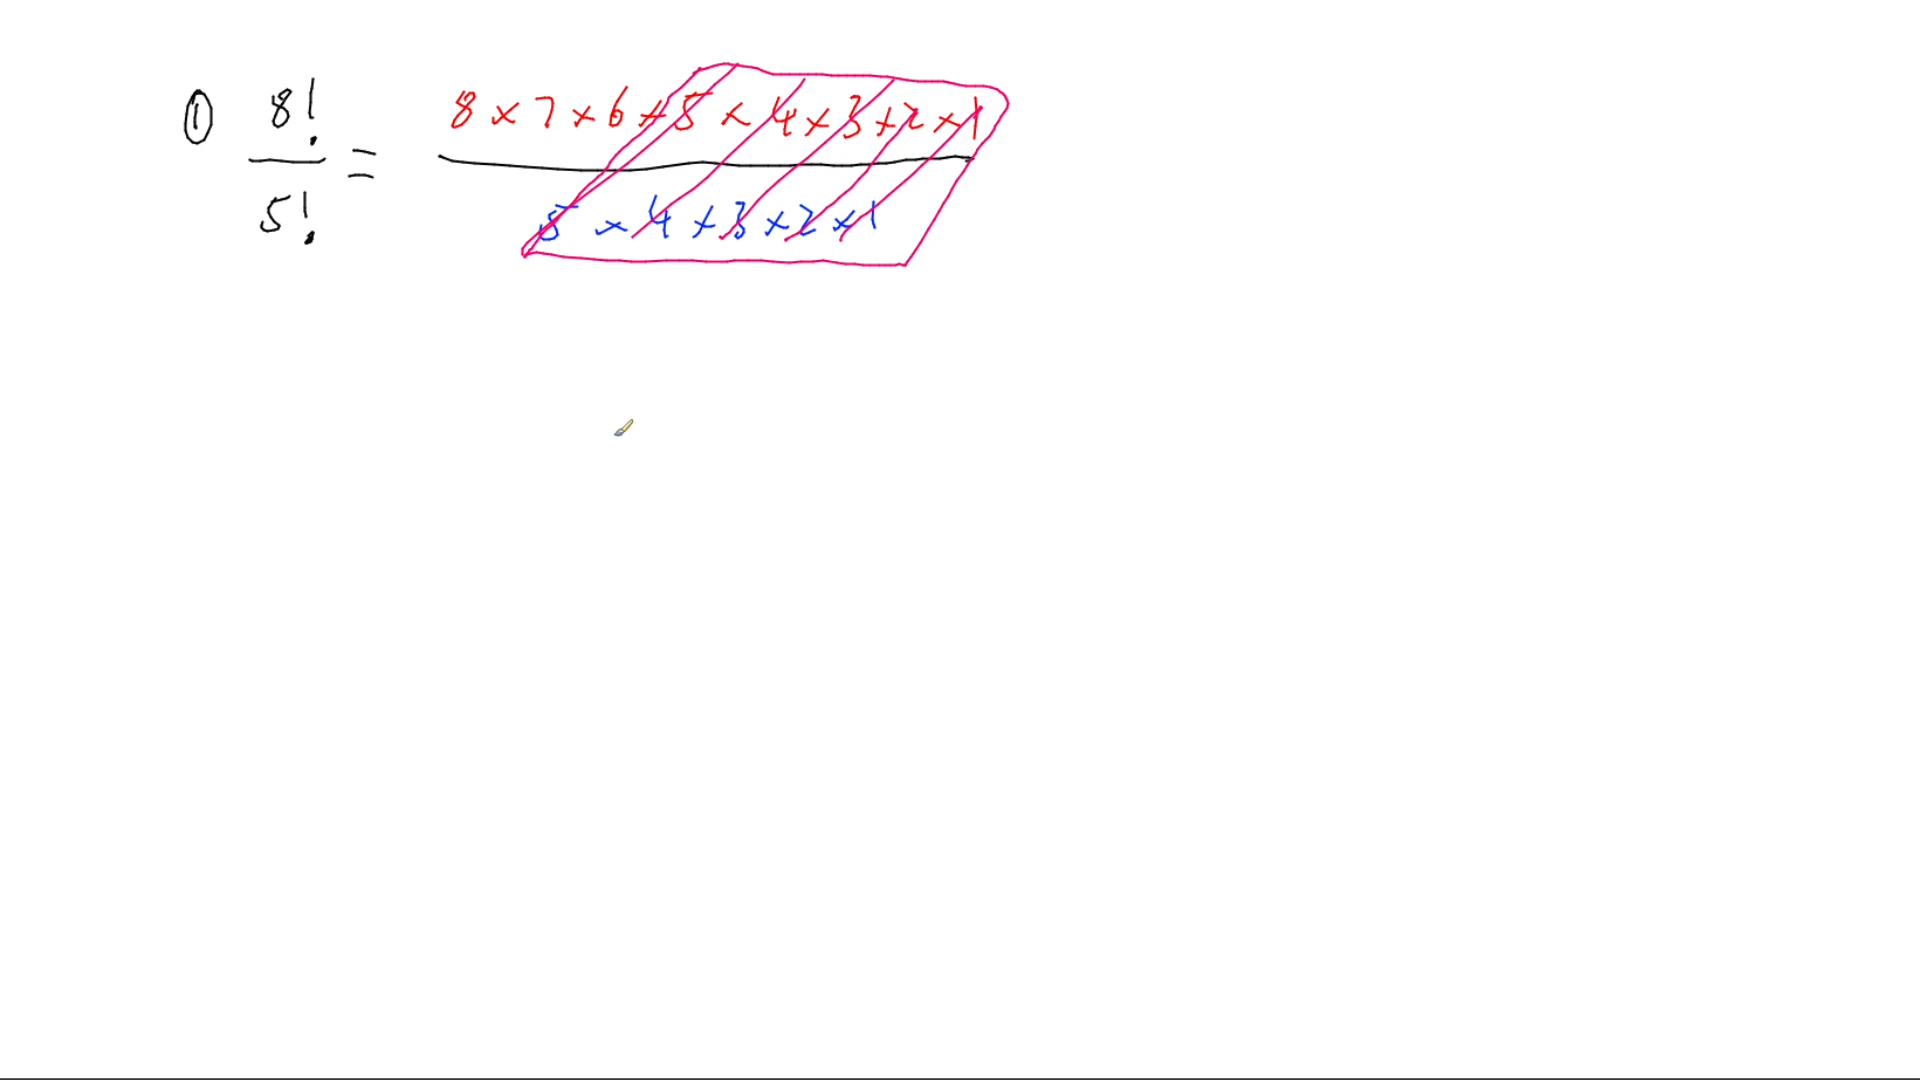 ① 8!/5! = 8 × 7 × 6 × 5 × 4 × 3 × 2 × 1
5 × 4 × 3 × 2 × 1